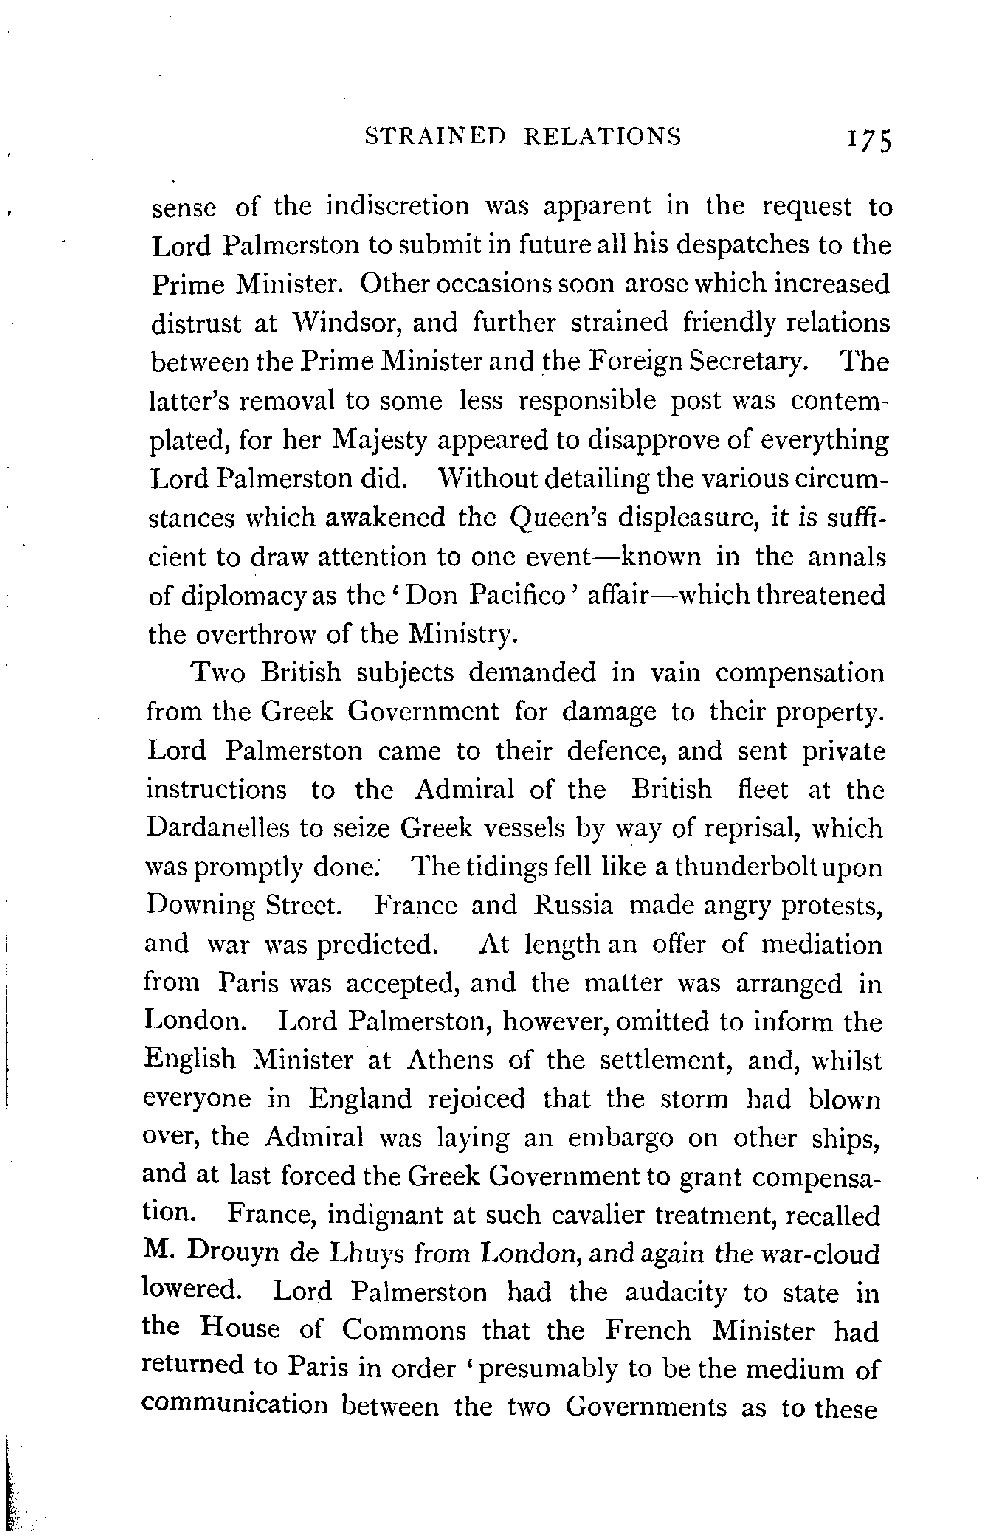 STRAINED RELATIONS 175
sense of the indiscretion was apparent in the request to
Lord Palmerston to submit in future all his despatches to the
Prime Minister. Other occasions soon arose which increased
distrust at Windsor, and further strained friendly relations
between the Prime Minister and the Foreign Secretary. The
latter's removal to some less responsible post was contem-
plated, for her Majesty appeared to disapprove of everything
Lord Palmerston did. Without detailing the various circum-
stances which awakened the Queen's displeasure, it is suffi-
cient to draw attention to one event—known in the annals
of diplomacy as the ‘Don Pacifico’ affair—which threatened
the overthrow of the Ministry.
Two British subjects demanded in vain compensation
from the Greek Government for damage to their property.
Lord Palmerston came to their defence, and sent private
instructions to the Admiral of the British fleet at the
Dardanelles to seize Greek vessels by way of reprisal, which
was promptly done. The tidings fell like a thunderbolt upon
Downing Street. France and Russia made angry protests,
and war was predicted. At length an offer of mediation
from Paris was accepted, and the matter was arranged in
London. Lord Palmerston, however, omitted to inform the
English Minister at Athens of the settlement, and, whilst
everyone in England rejoiced that the storm had blown
over, the Admiral was laying an embargo on other ships,
and at last forced the Greek Government to grant compensa-
tion. France, indignant at such cavalier treatment, recalled
M. Drouyn de Lhuys from London, and again the war-cloud
lowered. Lord Palmerston had the audacity to state in
the House of Commons that the French Minister had
returned to Paris in order ‘presumably to be the medium of
communication between the two Governments as to these